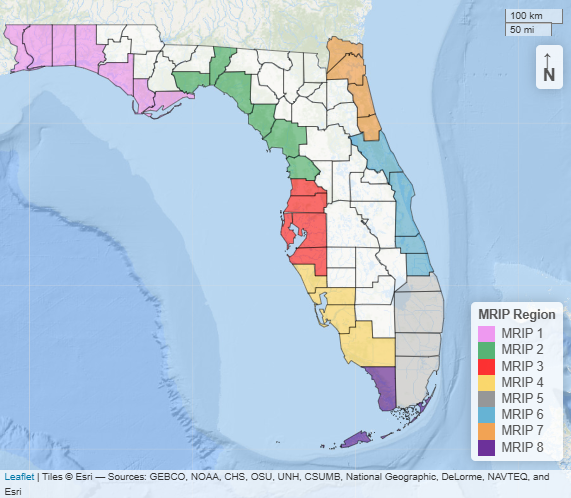 100 km
50 mi
↑
N
MRIP Region
MRIP 1
MRIP 2
MRIP 3
MRIP 4
MRIP 5
MRIP 6
MRIP 7
MRIP 8
Leaflet | Tiles © Esri — Sources: GEBCO, NOAA, CHS, OSU, UNH, CSUMB, National Geographic, DeLorme, NAVTEQ, and
Esri